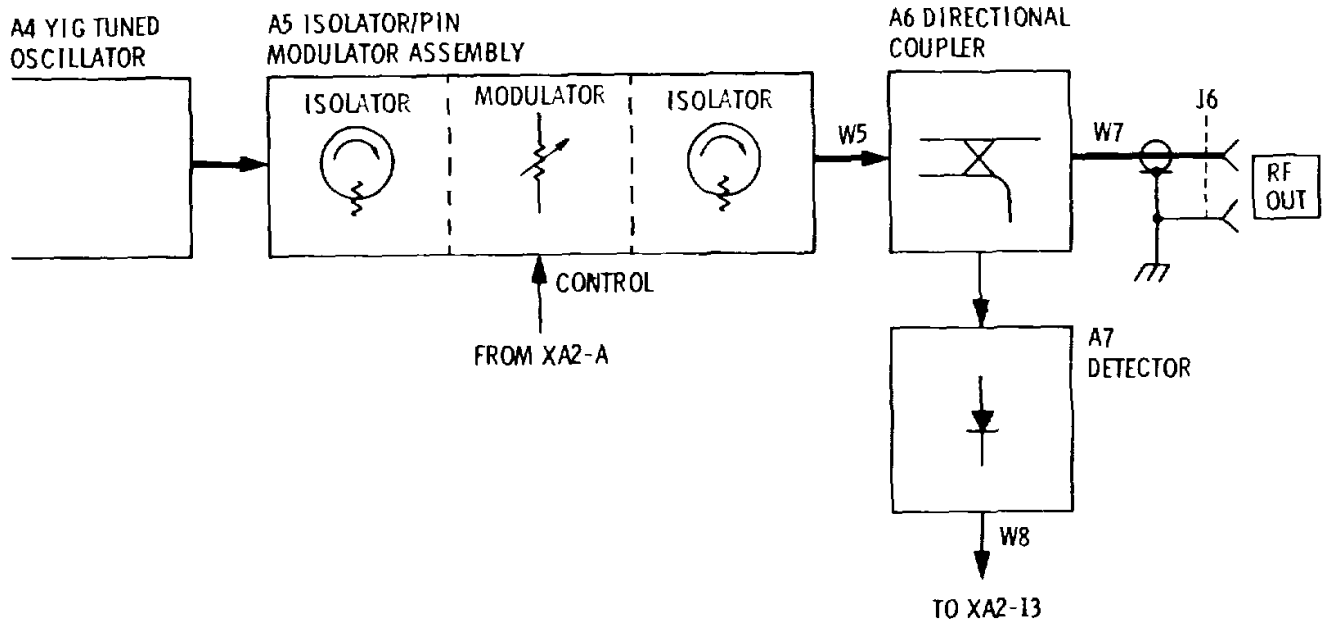 A4 YIG TUNED
OSCILLATOR
A5 ISOLATOR/PIN
MODULATOR ASSEMBLY
ISOLATOR
MODULATOR
ISOLATOR
CONTROL
FROM XA2-A
W5
A6 DIRECTIONAL
COUPLER
W7
J6
RF
OUT
A7
DETECTOR
W8
TO XA2-13